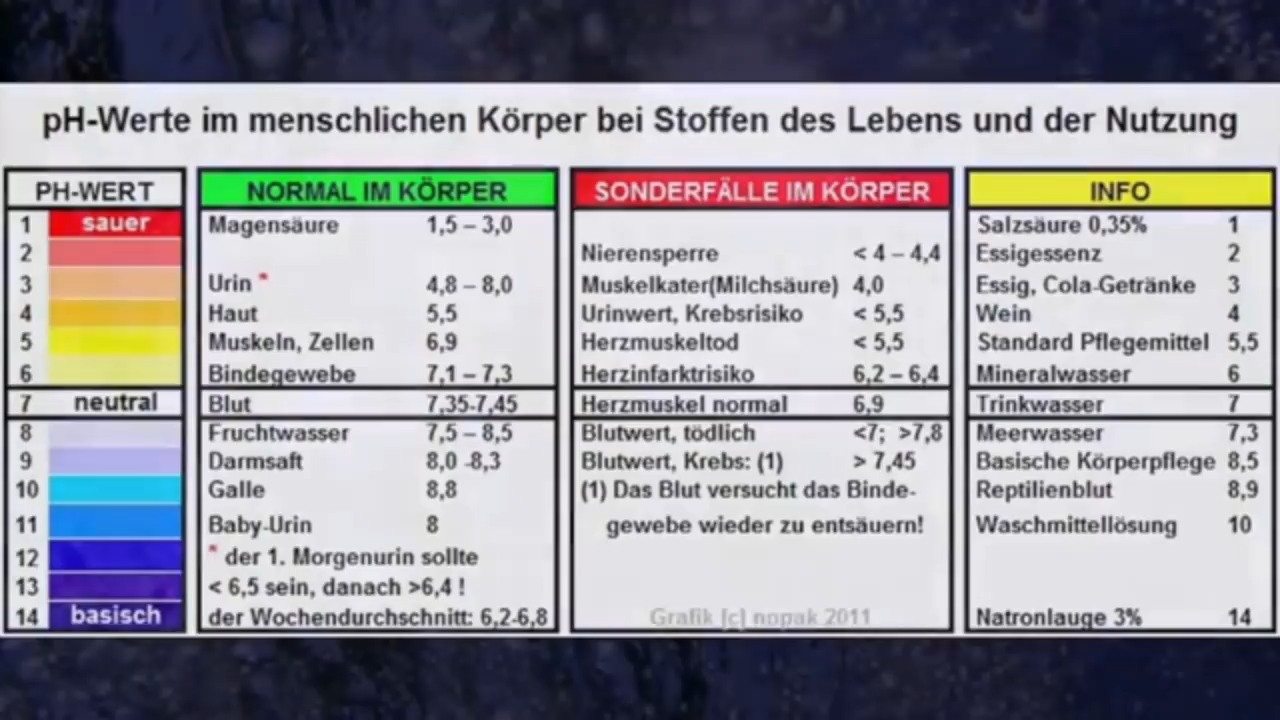 pH-Werte im menschlichen Körper bei Stoffen des Lebens und der Nutzung
PH-WERT NORMAL IM KÖRPER SONDERFÄLLE IM KÖRPER INFO
1 sauer Magensäure 1,5 – 3,0 Salzsäure 0,35% 1
2 Nierensperre < 4 – 4,4 Essigessenz 2
3 Urin * 4,8 – 8,0 Muskelkater(Milchsäure) 4,0 Essig, Cola-Getränke 3
4 Haut 5,5 Urinwert, Krebsrisiko < 5,5 Wein 4
5 Muskeln, Zellen 6,9 Herzmuskeltod < 5,5 Standard Pflegemittel 5,5
6 Bindegewebe 7,1 – 7,3 Herzinfarktrisiko 6,2 – 6,4 Mineralwasser 6
7 neutral Blut 7,35-7,45 Herzmuskel normal 6,9 Trinkwasser 7
8 Fruchtwasser 7,5 – 8,5 Blutwert, tödlich <7; >7,8 Meerwasser 7,3
9 Darmsaft 8,0 -8,3 Blutwert, Krebs: (1) > 7,45 Basische Körperpflege 8,5
10 Galle 8,8 (1) Das Blut versucht das Binde- Reptilienblut 8,9
11 Baby-Urin 8 gewebe wieder zu entsäuern! Waschmittellösung 10
12 * der 1. Morgenurin sollte
13 < 6,5 sein, danach >6,4 !
14 basisch der Wochendurchschnitt: 6,2-6,8 Grafik [c] nppak 2011 Natronlauge 3% 14